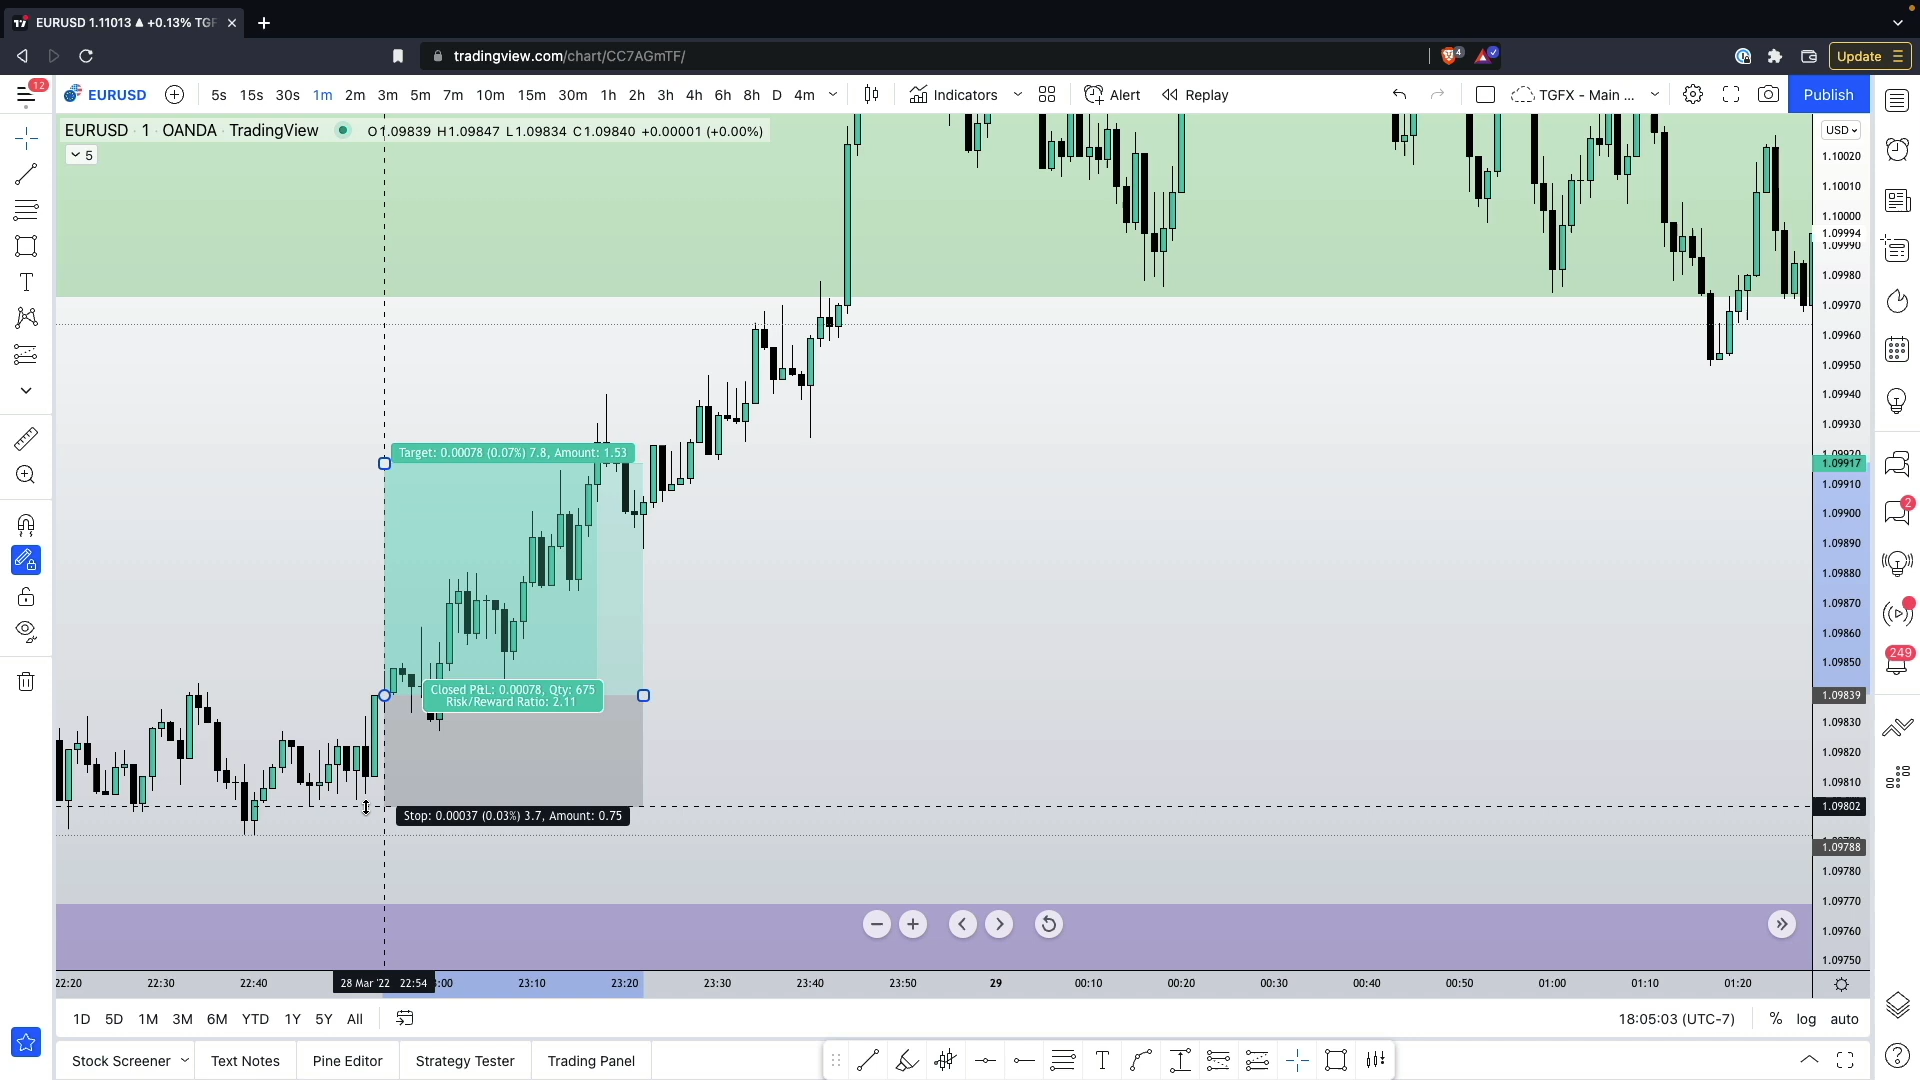 EURUSD 1.11013 ▲ +0.13% TGF
tradingview.com/chart/CC7AGmTF/
4
Update
12
EURUSD
5s 15s 30s 1m 2m 3m 5m 7m 10m 15m 30m 1h 2h 3h 4h 6h 8h D 4m
Indicators
Alert
Replay
TGFX - Main ...
Publish
EURUSD · 1 · OANDA · TradingView
O1.09839 H1.09847 L1.09834 C1.09840 +0.00001 (+0.00%)
USD
5
1.10020
1.10010
1.10000
1.09994
1.09990
1.09980
1.09970
1.09960
1.09950
1.09940
1.09930
1.09920
1.09917
1.09910
1.09900
1.09890
1.09880
1.09870
1.09860
1.09850
1.09839
1.09830
1.09820
1.09810
1.09802
1.09788
1.09780
1.09770
1.09760
1.09750
Target: 0.00078 (0.07%) 7.8, Amount: 1.53
Closed P&L: 0.00078, Qty: 675
Risk/Reward Ratio: 2.11
Stop: 0.00037 (0.03%) 3.7, Amount: 0.75
2
249
22:20 22:30 22:40 28 Mar '22 22:54 :00 23:10 23:20 23:30 23:40 23:50 29 00:10 00:20 00:30 00:40 00:50 01:00 01:10 01:20
1D 5D 1M 3M 6M YTD 1Y 5Y All
18:05:03 (UTC-7)
% log auto
Stock Screener
Text Notes
Pine Editor
Strategy Tester
Trading Panel